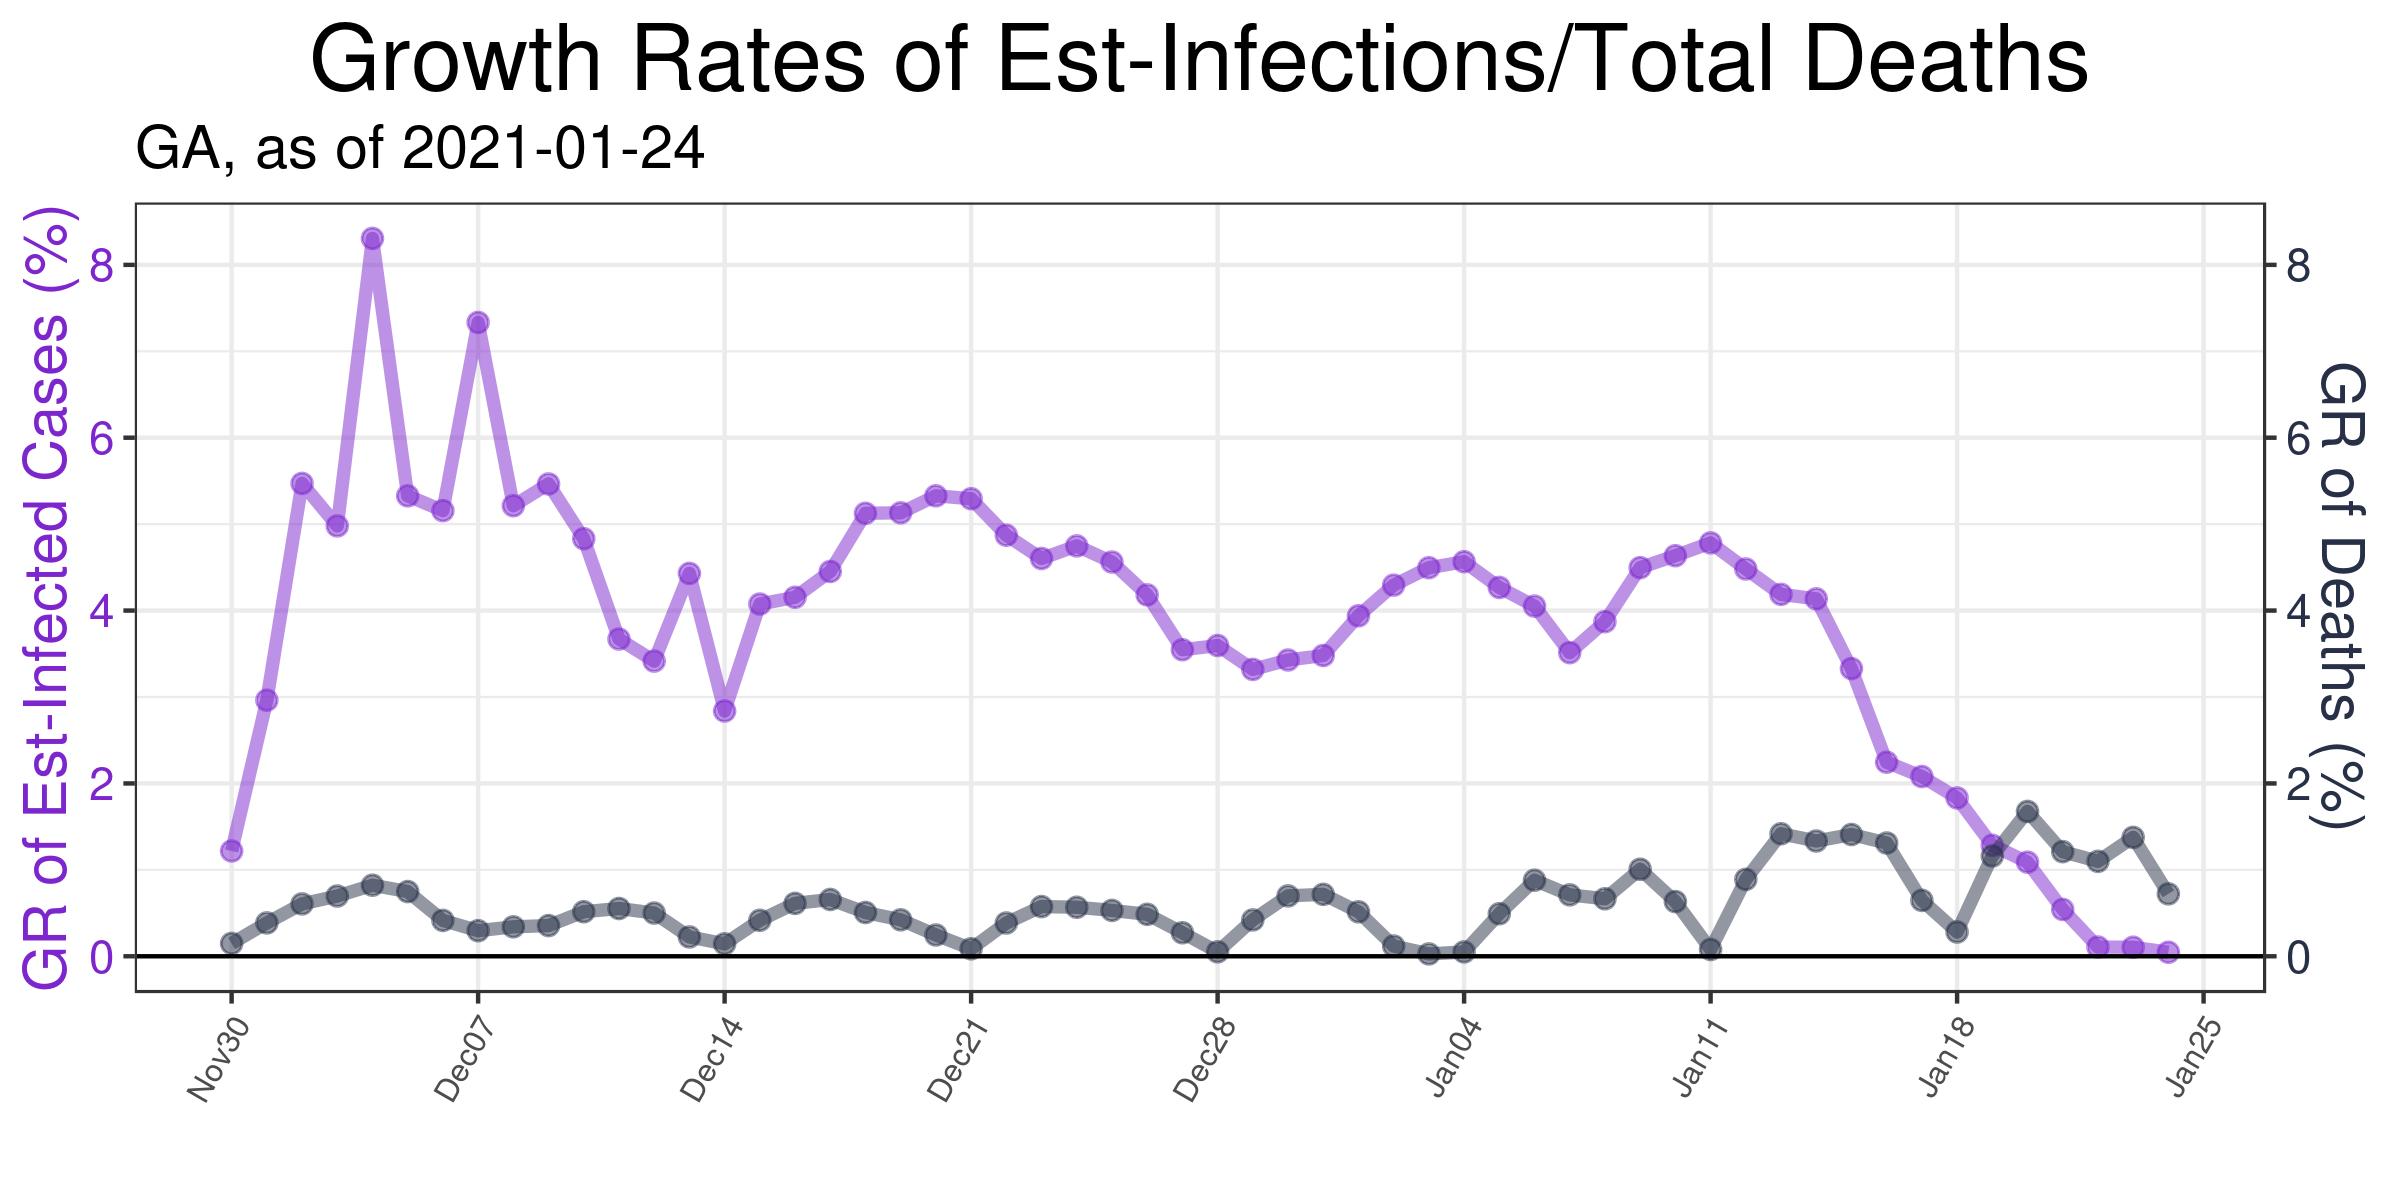 Growth Rates of Est-Infections/Total Deaths
GA, as of 2021-01-24
GR of Est-Infected Cases (%)
8
6
4
2
0
8
6
4
2
0
GR of Deaths (%)
Nov30
Dec07
Dec14
Dec21
Dec28
Jan04
Jan11
Jan18
Jan25